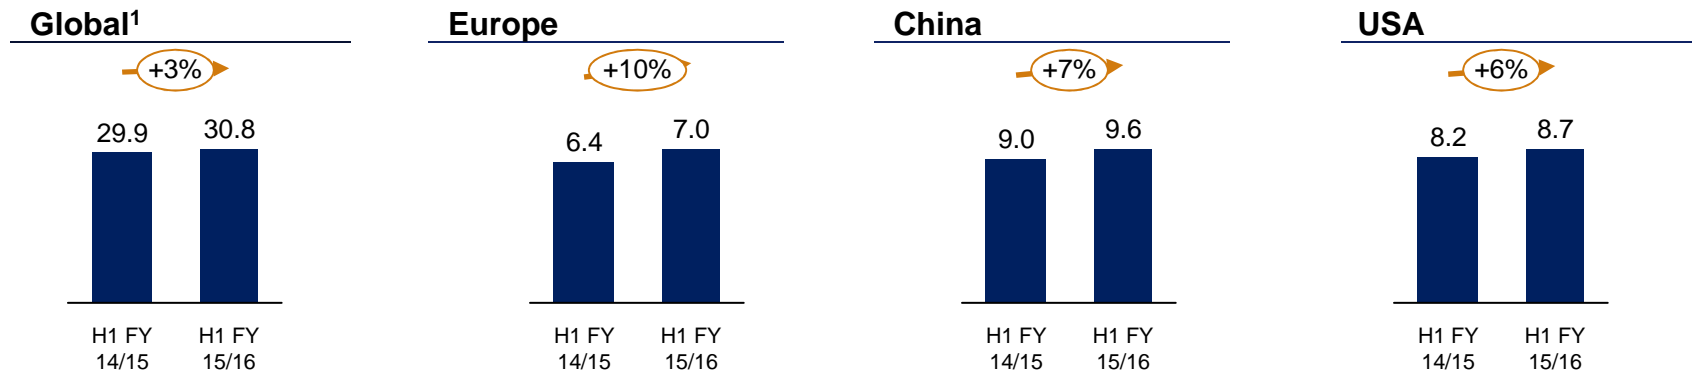 Global¹
+3%
29.9 30.8
H1 FY H1 FY
14/15 15/16
Europe
+10%
6.4 7.0
H1 FY H1 FY
14/15 15/16
China
+7%
9.0 9.6
H1 FY H1 FY
14/15 15/16
USA
+6%
8.2 8.7
H1 FY H1 FY
14/15 15/16